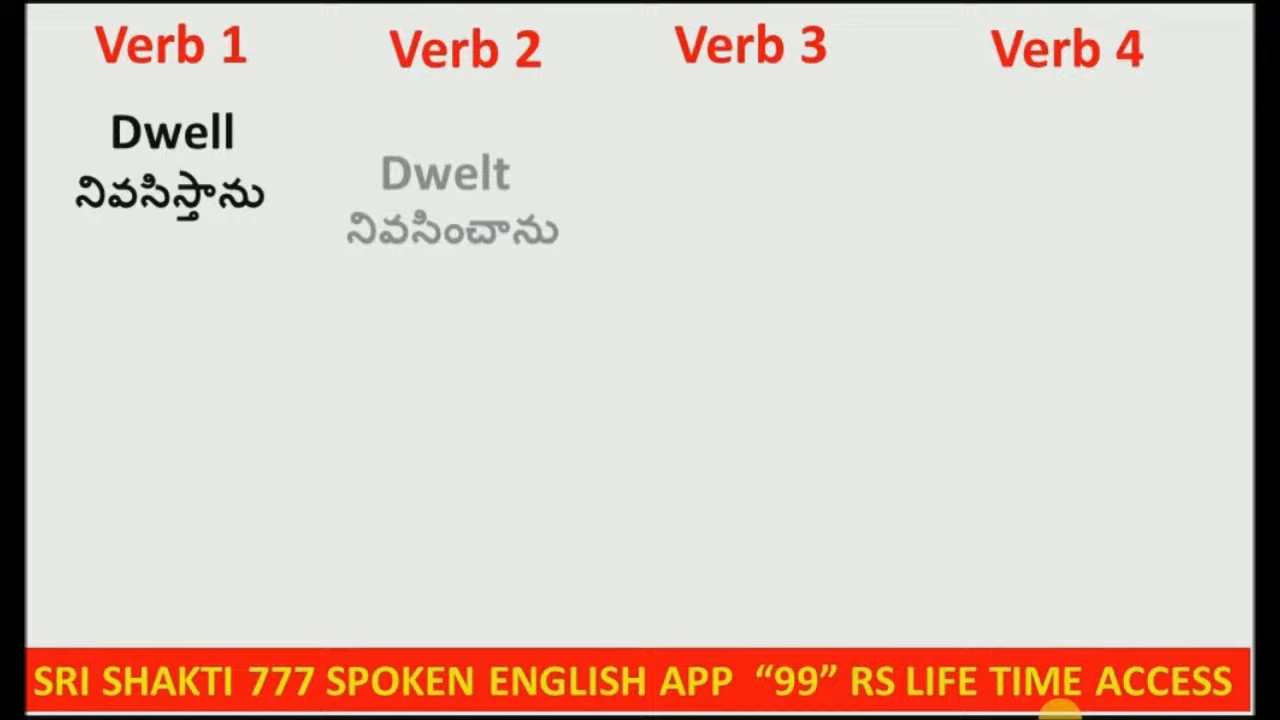 Verb 1 Verb 2 Verb 3 Verb 4
Dwell
నివసిస్తాను
Dwelt
నివసించాను
SRI SHAKTI 777 SPOKEN ENGLISH APP “99” RS LIFE TIME ACCESS